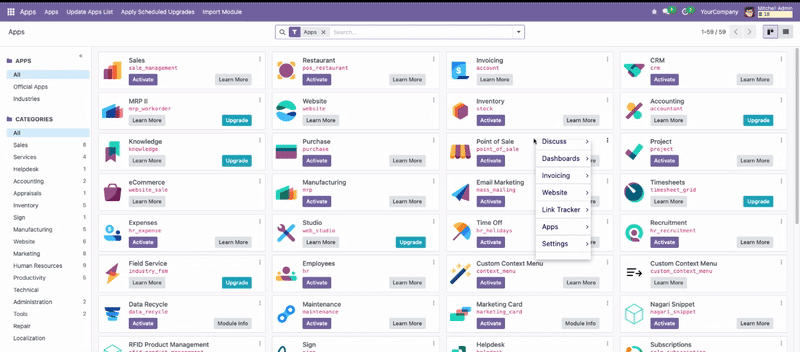 Apps Apps Update Apps List Apply Scheduled Upgrades Import Module YourCompany Mitchell Admin
18
Apps Apps Search... 1-59 / 59
APPS
All
Official Apps
Industries
CATEGORIES
All
Sales 8
Services 4
Helpdesk 1
Accounting 2
Appraisals 1
Inventory 5
Sign 1
Manufacturing 5
Website 6
Marketing 8
Human Resources 9
Productivity 5
Technical
Administration 2
Tools 2
Repair
Localization
Sales
sale_management
Activate Learn More
Restaurant
pos_restaurant
Activate Learn More
Invoicing
account
Learn More
CRM
crm
Activate Learn More
MRP II
mrp_workorder
Learn More Upgrade
Website
website
Learn More
Inventory
stock
Activate Learn More
Accounting
accountant
Learn More Upgrade
Knowledge
knowledge
Learn More Upgrade
Purchase
purchase
Activate Learn More
Point of Sale
point_of_sale
Activate
Project
project
Activate Learn More
eCommerce
website_sale
Activate Learn More
Manufacturing
mrp
Activate Learn More
Email Marketing
mass_mailing
Activate
Timesheets
timesheet_grid
Learn More Upgrade
Expenses
hr_expense
Activate Learn More
Studio
web_studio
Learn More Upgrade
Time Off
hr_holidays
Activate
Recruitment
hr_recruitment
Activate Learn More
Field Service
industry_fsm
Learn More Upgrade
Employees
hr
Activate Learn More
Custom Context Menu
context_menu
Activate Learn More
Custom Context Menu
custom_context_menu
Learn More
Data Recycle
data_recycle
Activate Module Info
Maintenance
maintenance
Activate Learn More
Marketing Card
marketing_card
Activate Module Info
Nagari Snippet
nagari_snippet
Activate Learn More
RFID Product Management
Sign
sign
Helpdesk
Subscriptions
Discuss
Dashboards
Invoicing
Website
Link Tracker
Apps
Settings